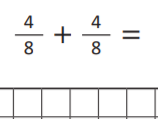 4/8 + 4/8 =